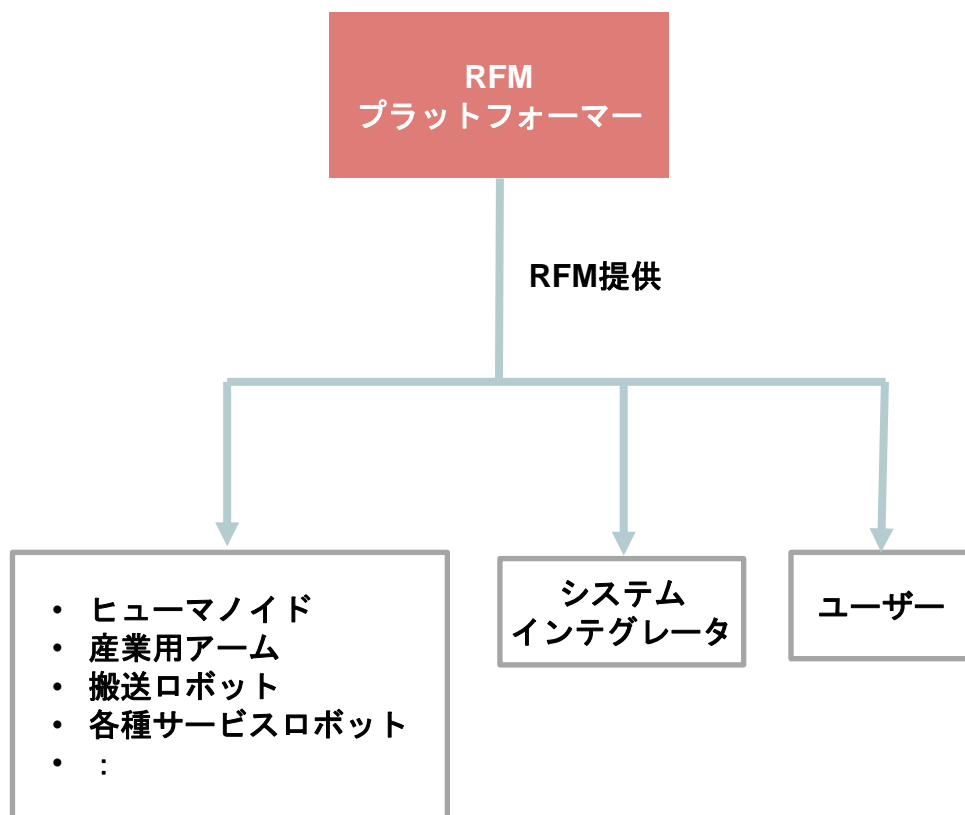 RFM
プラットフォーマー
RFM提供
• ヒューマノイド
• 産業用アーム
• 搬送ロボット
• 各種サービスロボット
• ：
システム
インテグレータ
ユーザー